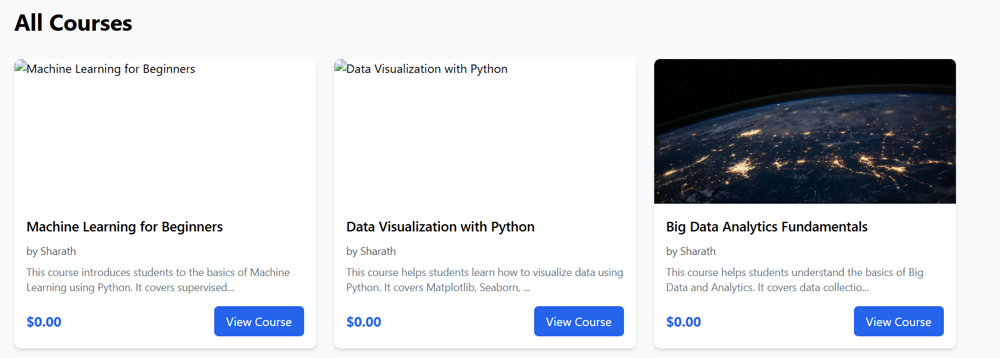 All Courses
Machine Learning for Beginners
Data Visualization with Python
Machine Learning for Beginners
by Sharath
This course introduces students to the basics of Machine
Learning using Python. It covers supervised...
$0.00
View Course
Data Visualization with Python
by Sharath
This course helps students learn how to visualize data using
Python. It covers Matplotlib, Seaborn, ...
$0.00
View Course
Big Data Analytics Fundamentals
by Sharath
This course helps students understand the basics of Big
Data and Analytics. It covers data collectio...
$0.00
View Course